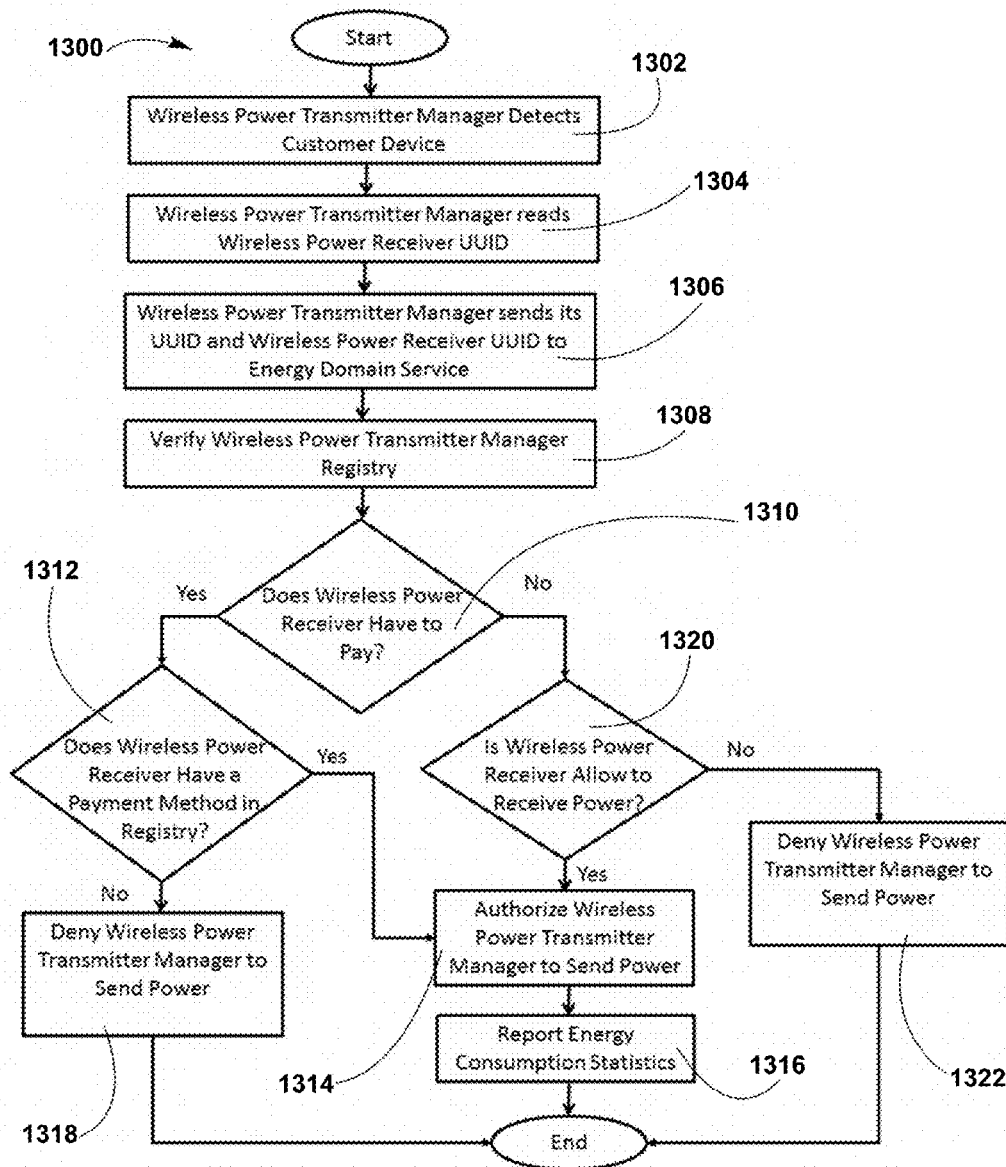 Start
1300
1302
Wireless Power Transmitter Manager Detects
Customer Device
1304
Wireless Power Transmitter Manager reads
Wireless Power Receiver UUID
1306
Wireless Power Transmitter Manager sends its
UUID and Wireless Power Receiver UUID to
Energy Domain Service
1308
Verify Wireless Power Transmitter Manager
Registry
1310
1312
Yes
No
Does Wireless Power
Receiver Have to
Pay?
1320
Does Wireless Power
Receiver Have a
Payment Method in
Registry?
Yes
Is Wireless Power
Receiver Allow to
Receive Power?
No
No
Deny Wireless Power
Transmitter Manager to
Send Power
Yes
Authorize Wireless
Power Transmitter
Manager to Send Power
Deny Wireless Power
Transmitter Manager to
Send Power
Report Energy
Consumption Statistics
1314
1316
1322
1318
End